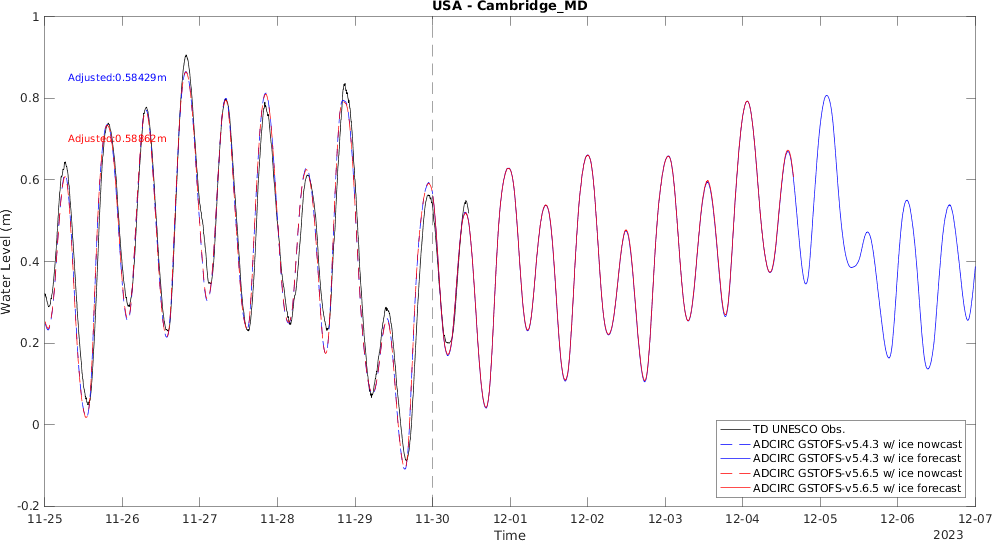 USA - Cambridge_MD
1
0.8
0.6
0.4
0.2
0
-0.2
Water Level (m)
Adjusted:0.58429m
Adjusted:0.58862m
TD UNESCO Obs.
ADCIRC GSTOFS-v5.4.3 w/ ice nowcast
ADCIRC GSTOFS-v5.4.3 w/ ice forecast
ADCIRC GSTOFS-v5.6.5 w/ ice nowcast
ADCIRC GSTOFS-v5.6.5 w/ ice forecast
11-25 11-26 11-27 11-28 11-29 11-30 12-01 12-02 12-03 12-04 12-05 12-06 12-07
Time
2023